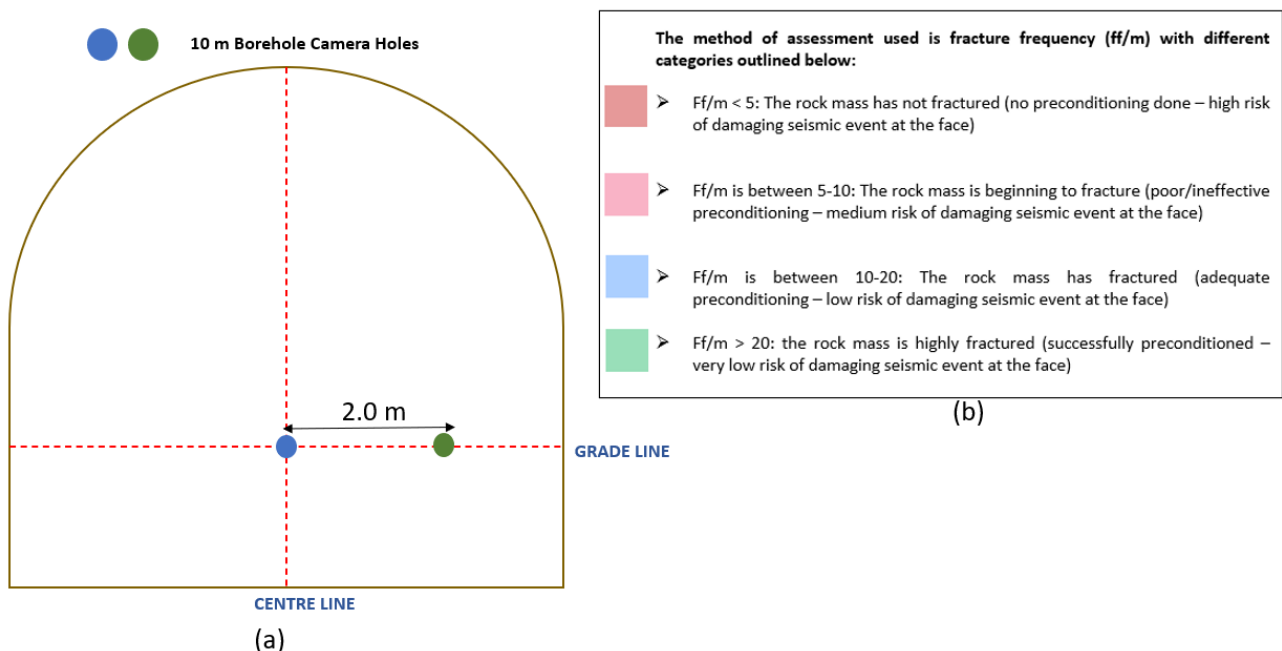 10 m Borehole Camera Holes
2.0 m
GRADE LINE
CENTRE LINE
(a)
The method of assessment used is fracture frequency (ff/m) with different
categories outlined below:
➢ Ff/m < 5: The rock mass has not fractured (no preconditioning done – high risk
of damaging seismic event at the face)
➢ Ff/m is between 5-10: The rock mass is beginning to fracture (poor/ineffective
preconditioning – medium risk of damaging seismic event at the face)
➢ Ff/m is between 10-20: The rock mass has fractured (adequate
preconditioning – low risk of damaging seismic event at the face)
➢ Ff/m > 20: the rock mass is highly fractured (successfully preconditioned –
very low risk of damaging seismic event at the face)
(b)